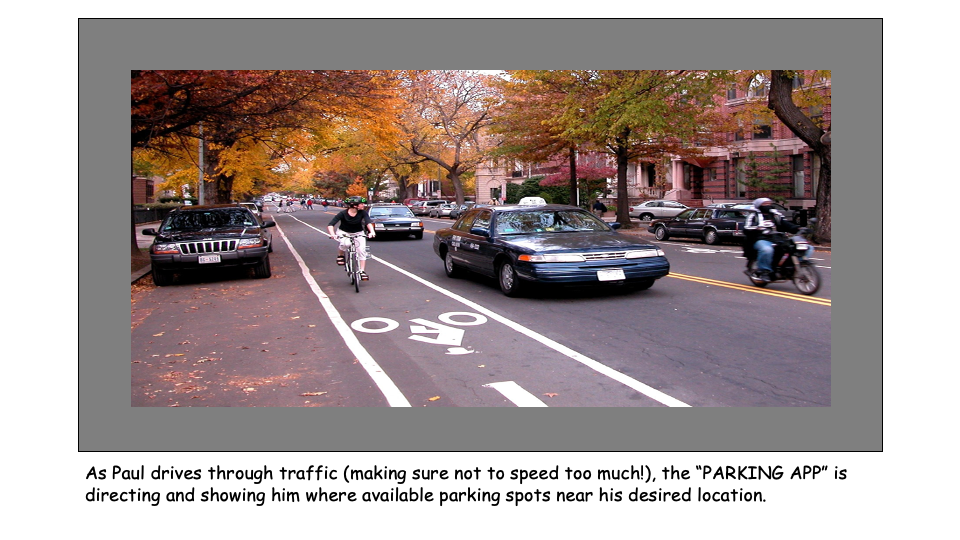 As Paul drives through traffic (making sure not to speed too much!), the “PARKING APP” is
directing and showing him where available parking spots near his desired location.